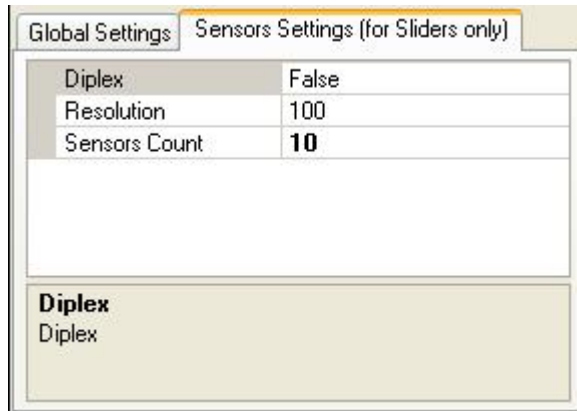 Global Settings Sensors Settings (for Sliders only)
Diplex False
Resolution 100
Sensors Count 10
Diplex
Diplex